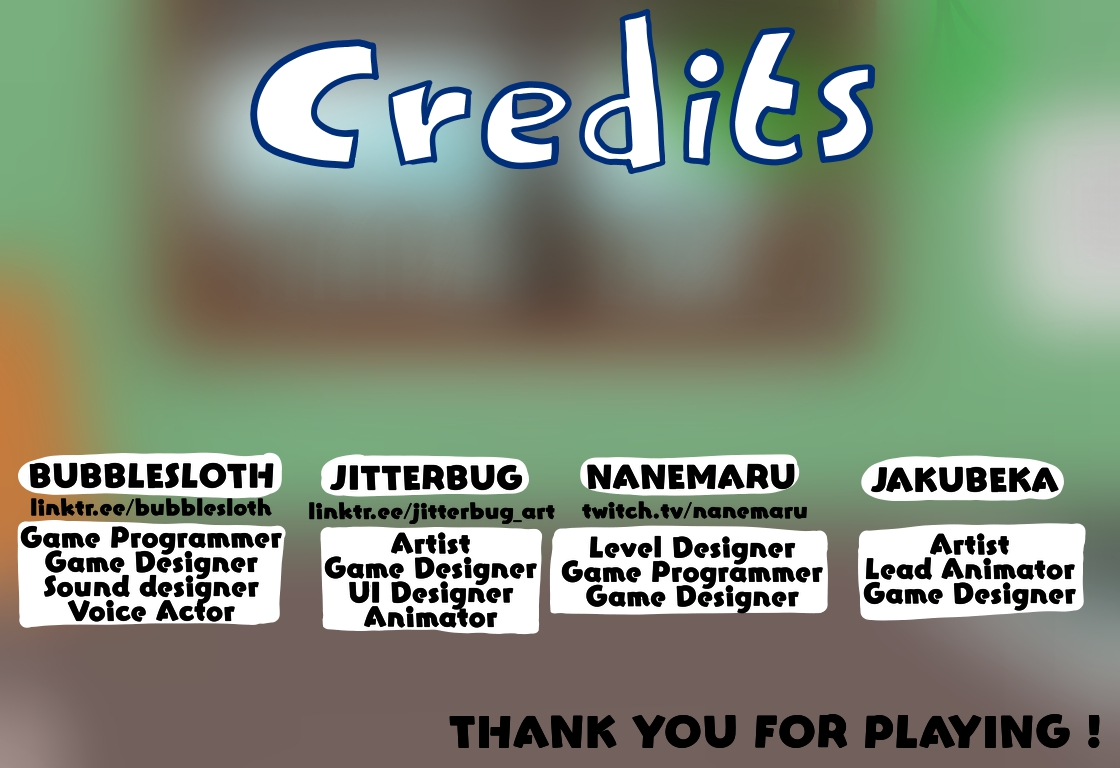 Credits
BUBBLESLOTH
linktr.ee/bubblesloth
Game Programmer
Game Designer
Sound designer
Voice Actor
JITTERBUG
linktr.ee/jitterbug_art
Artist
Game Designer
UI Designer
Animator
NANEMARU
twitch.tv/nanemaru
Level Designer
Game Programmer
Game Designer
JAKUBEKA
Artist
Lead Animator
Game Designer
THANK YOU FOR PLAYING !